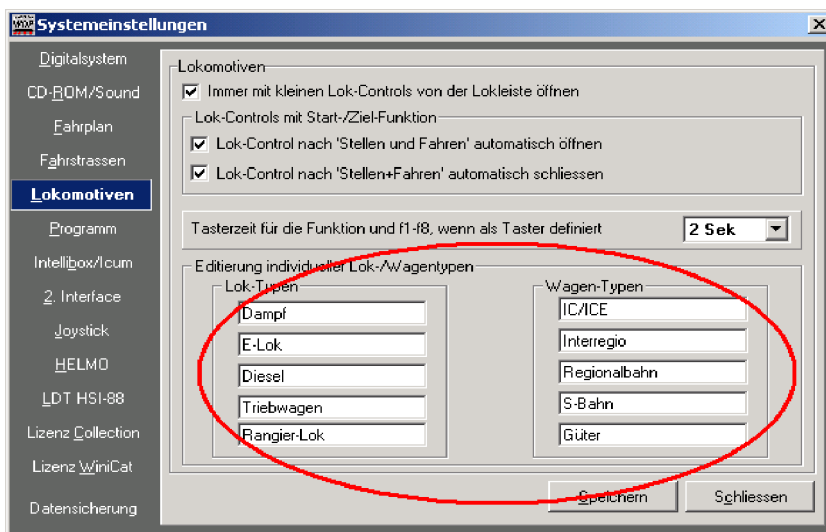 Systemeinstellungen
Digitalsystem
CD-ROM/Sound
Fahrplan
Fahrstrassen
Lokomotiven
Programm
Intellibox/Icum
2. Interface
Joystick
HELMO
LDT HSI-88
Lizenz Collection
Lizenz WiniCat
Datensicherung
Lokomotiven
Immer mit kleinen Lok-Controls von der Lokleiste öffnen
Lok-Controls mit Start-/Ziel-Funktion
Lok-Control nach 'Stellen und Fahren' automatisch öffnen
Lok-Control nach 'Stellen+Fahren' automatisch schliessen
Tasterzeit für die Funktion und f1-f8, wenn als Taster definiert
2 Sek
Editierung individueller Lok-/Wagentypen
Lok-Typen
Dampf
E-Lok
Diesel
Triebwagen
Rangier-Lok
Wagen-Typen
IC/ICE
Interregio
Regionalbahn
S-Bahn
Güter
Speichern
Schliessen